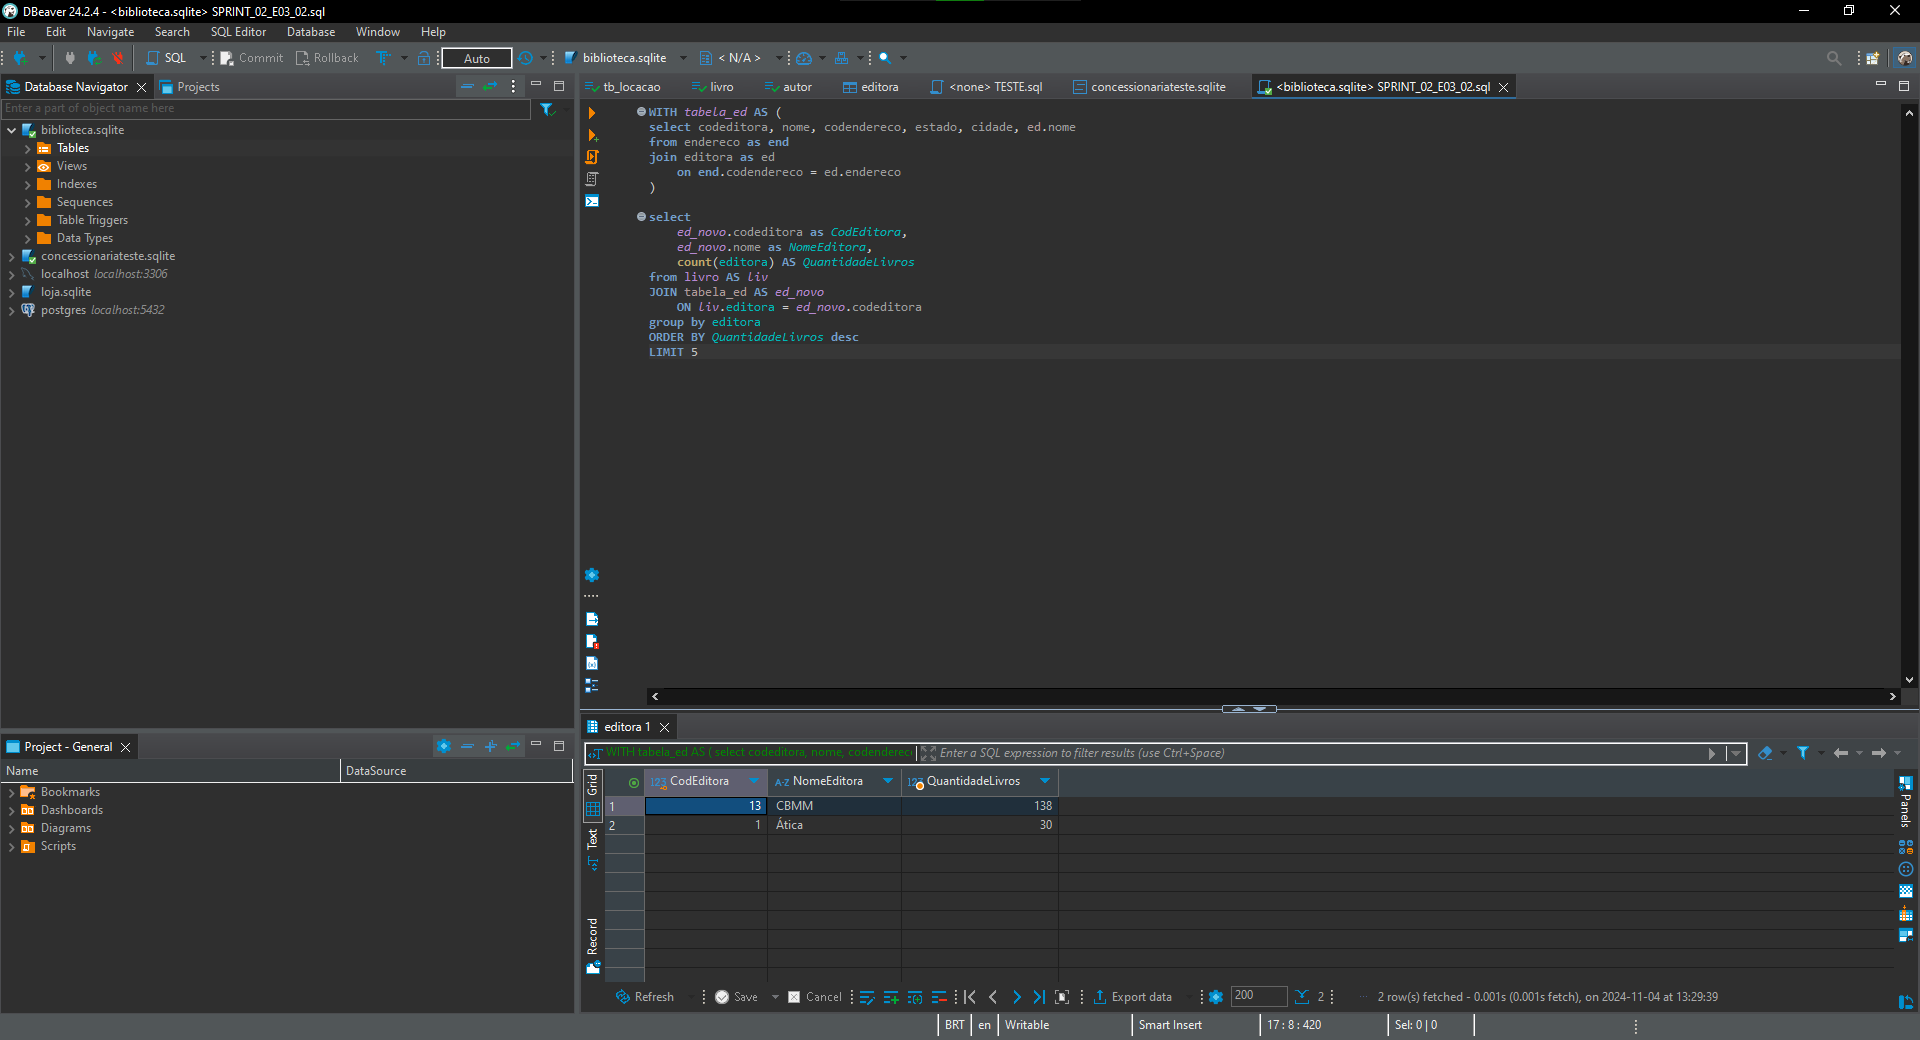 DBeaver 24.2.4 - <biblioteca.sqlite> SPRINT_02_E03_02.sql
File Edit Navigate Search SQL Editor Database Window Help
SQL Commit Rollback Auto biblioteca.sqlite < N/A >
Database Navigator Projects
Enter a part of object name here
biblioteca.sqlite
Tables
Views
Indexes
Sequences
Table Triggers
Data Types
concessionariateste.sqlite
localhost localhost:3306
loja.sqlite
postgres localhost:5432
tb_locacao livro autor editora <none> TESTE.sql concessionariateste.sqlite <biblioteca.sqlite> SPRINT_02_E03_02.sql
WITH tabela_ed AS (
select codeditora, nome, codendereco, estado, cidade, ed.nome
from endereco as end
join editora as ed
on end.codendereco = ed.endereco
)
select
ed_novo.codeditora as CodEditora,
ed_novo.nome as NomeEditora,
count(editora) AS QuantidadeLivros
from livro AS liv
JOIN tabela_ed AS ed_novo
ON liv.editora = ed_novo.codeditora
group by editora
ORDER BY QuantidadeLivros desc
LIMIT 5
Project - General
Name DataSource
Bookmarks
Dashboards
Diagrams
Scripts
editora 1
WITH tabela_ed AS ( select codeditora, nome, codenderec Enter a SQL expression to filter results (use Ctrl+Space)
Grid
Text
Record
123 CodEditora A-Z NomeEditora 123 QuantidadeLivros
1 13 CBMM 138
2 1 Ática 30
Panels
Refresh Save Cancel Export data 200 2 2 row(s) fetched - 0.001s (0.001s fetch), on 2024-11-04 at 13:29:39
BRT en Writable Smart Insert 17 : 8 : 420 Sel: 0 | 0